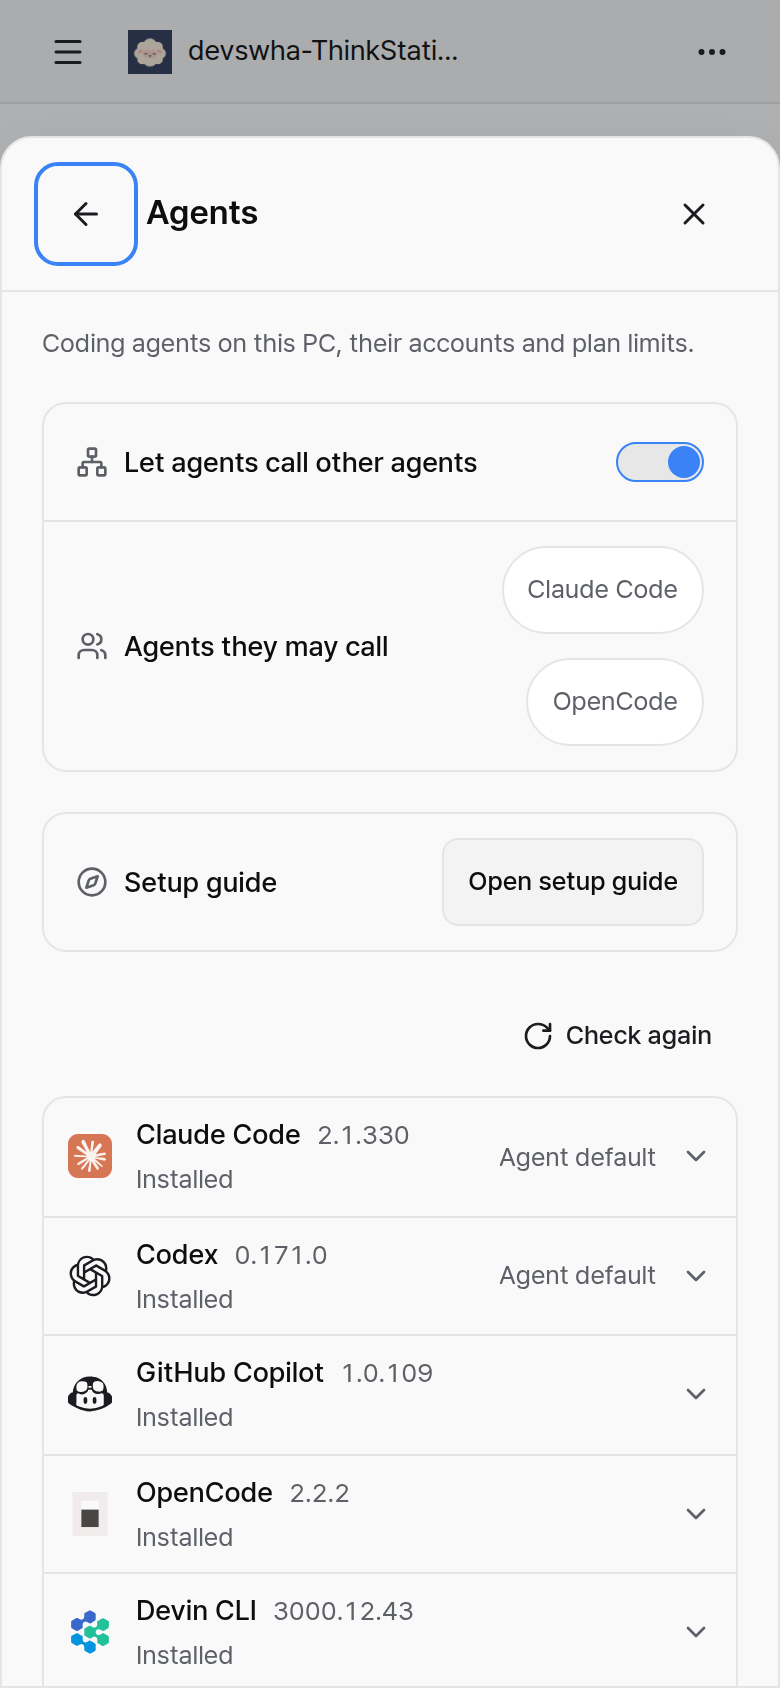 devswha-ThinkStati...
Agents
Coding agents on this PC, their accounts and plan limits.
Let agents call other agents
Agents they may call
Claude Code
OpenCode
Setup guide
Open setup guide
Check again
Claude Code 2.1.330
Installed
Agent default
Codex 0.171.0
Installed
Agent default
GitHub Copilot 1.0.109
Installed
OpenCode 2.2.2
Installed
Devin CLI 3000.12.43
Installed